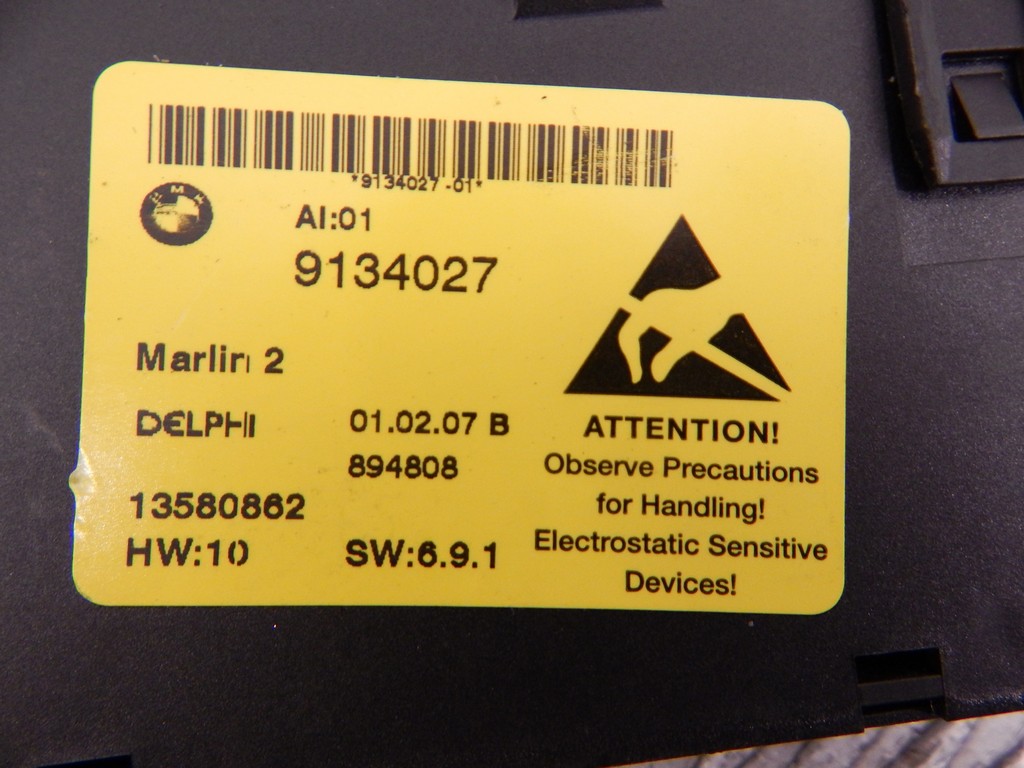 *9134027-01*
BMW
AI:01
9134027
Marlin 2
DELPHI
01.02.07 B
894808
13580862
HW:10
SW:6.9.1
ATTENTION!
Observe Precautions
for Handling!
Electrostatic Sensitive
Devices!